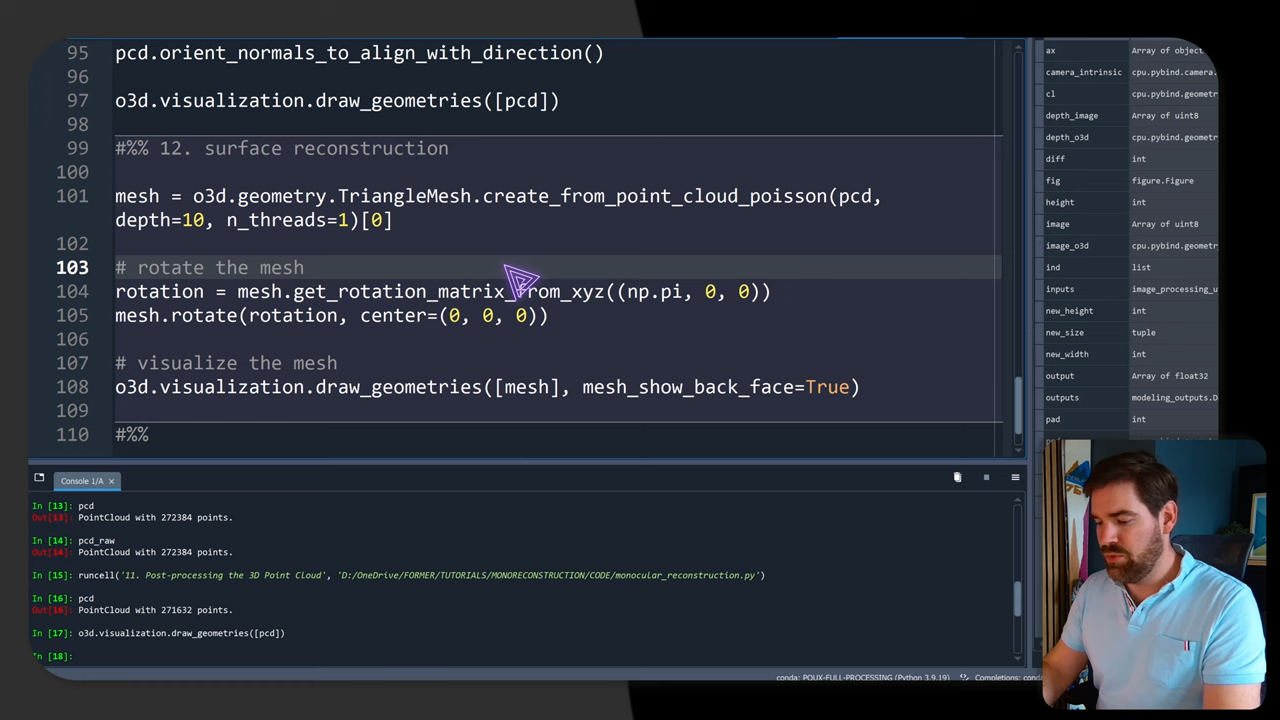 95 pcd.orient_normals_to_align_with_direction()
96
97 o3d.visualization.draw_geometries([pcd])
98
99 #%% 12. surface reconstruction
100
101 mesh = o3d.geometry.TriangleMesh.create_from_point_cloud_poisson(pcd,
depth=10, n_threads=1)[0]
102
103 # rotate the mesh
104 rotation = mesh.get_rotation_matrix_from_xyz((np.pi, 0, 0))
105 mesh.rotate(rotation, center=(0, 0, 0))
106
107 # visualize the mesh
108 o3d.visualization.draw_geometries([mesh], mesh_show_back_face=True)
109
110 #%%
ax Array of object
camera_intrinsic cpu.pybind.camera.
cl cpu.pybind.geometr
depth_image Array of uint8
depth_o3d cpu.pybind.geometr
diff int
fig figure.Figure
height int
image Array of uint8
image_o3d cpu.pybind.geometr
ind list
inputs image_processing_u
new_height int
new_size tuple
new_width int
output Array of float32
outputs modeling_outputs.D
pad int
Console 1/A
In [13]: pcd
Out[13]: PointCloud with 272384 points.
In [14]: pcd_raw
Out[14]: PointCloud with 272384 points.
In [15]: runcell('11. Post-processing the 3D Point Cloud', 'D:/OneDrive/FORMER/TUTORIALS/MONORECONSTRUCTION/CODE/monocular_reconstruction.py')
In [16]: pcd
Out[16]: PointCloud with 271632 points.
In [17]: o3d.visualization.draw_geometries([pcd])
In [18]:
conda: POUX-FULL-PROCESSING (Python 3.9.19) Completions: cond